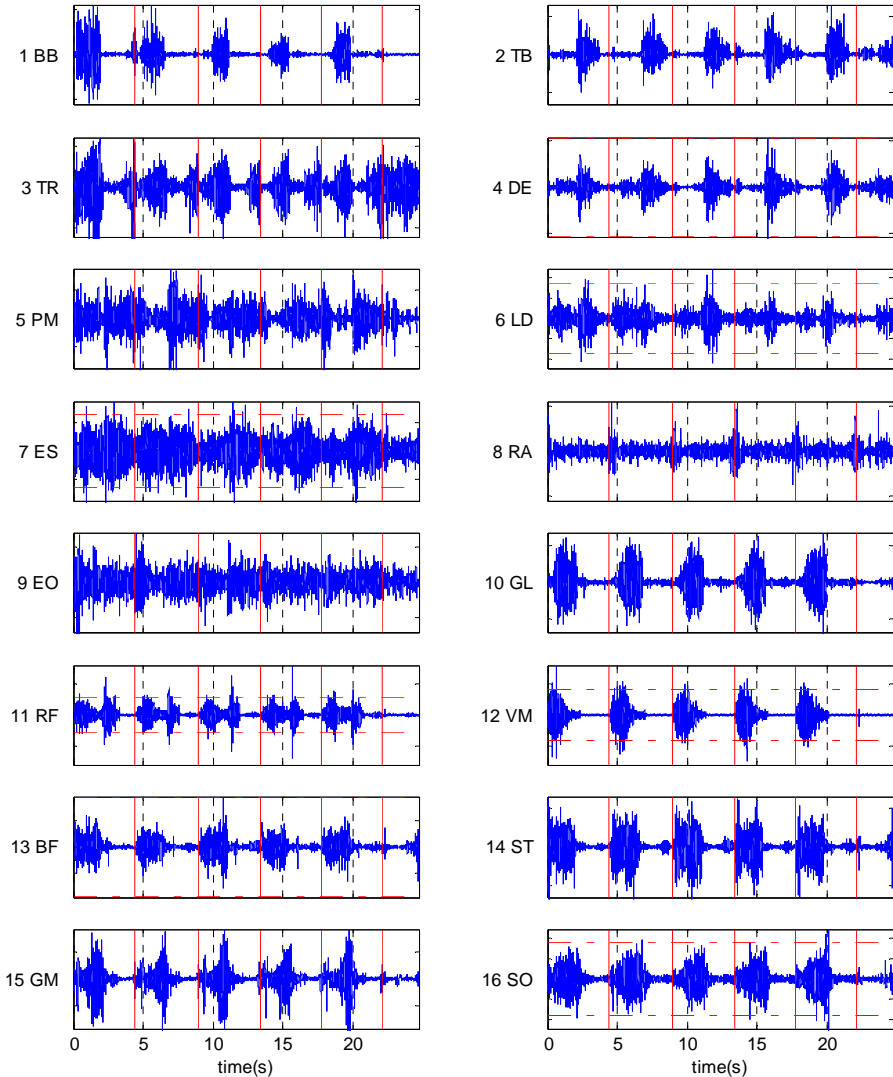 1 BB
2 TB
3 TR
4 DE
5 PM
6 LD
7 ES
8 RA
9 EO
10 GL
11 RF
12 VM
13 BF
14 ST
15 GM
16 SO
0 5 10 15 20
0 5 10 15 20
time(s)
time(s)